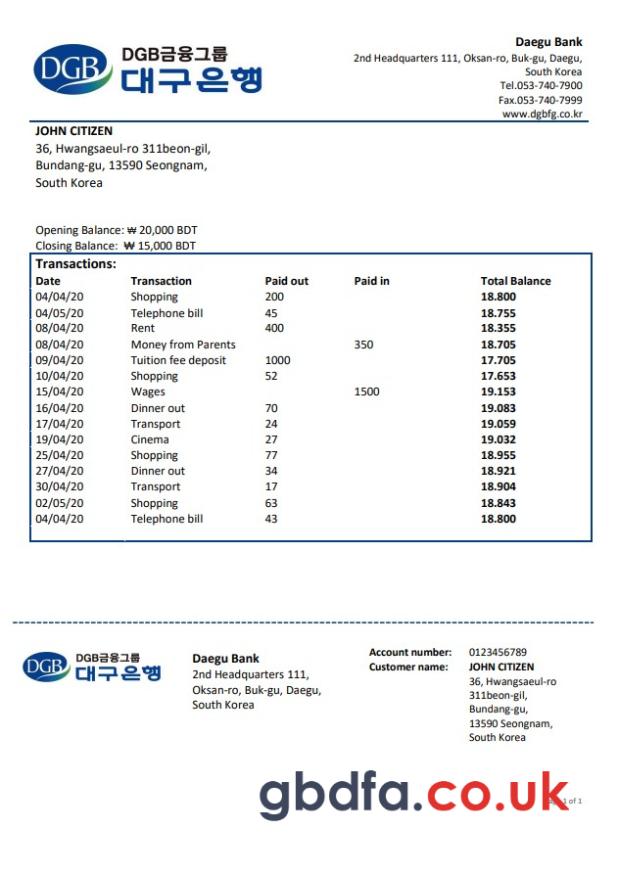 DGB
DGB금융그룹
대구은행
Daegu Bank
2nd Headquarters 111, Oksan-ro, Buk-gu, Daegu,
South Korea
Tel.053-740-7900
Fax.053-740-7999
www.dgbfg.co.kr
JOHN CITIZEN
36, Hwangsaeul-ro 311beon-gil,
Bundang-gu, 13590 Seongnam,
South Korea
Opening Balance: ₩ 20,000 BDT
Closing Balance: ₩ 15,000 BDT
Transactions:
Date Transaction Paid out Paid in Total Balance
04/04/20 Shopping 200 18.800
04/05/20 Telephone bill 45 18.755
08/04/20 Rent 400 18.355
08/04/20 Money from Parents 350 18.705
09/04/20 Tuition fee deposit 1000 17.705
10/04/20 Shopping 52 17.653
15/04/20 Wages 1500 19.153
16/04/20 Dinner out 70 19.083
17/04/20 Transport 24 19.059
19/04/20 Cinema 27 19.032
25/04/20 Shopping 77 18.955
27/04/20 Dinner out 34 18.921
30/04/20 Transport 17 18.904
02/05/20 Shopping 63 18.843
04/04/20 Telephone bill 43 18.800
DGB
DGB금융그룹
대구은행
Daegu Bank
2nd Headquarters 111,
Oksan-ro, Buk-gu, Daegu,
South Korea
Account number: 0123456789
Customer name: JOHN CITIZEN
36, Hwangsaeul-ro
311beon-gil,
Bundang-gu,
13590 Seongnam,
South Korea
gbdfa.co.uk
1 of 1